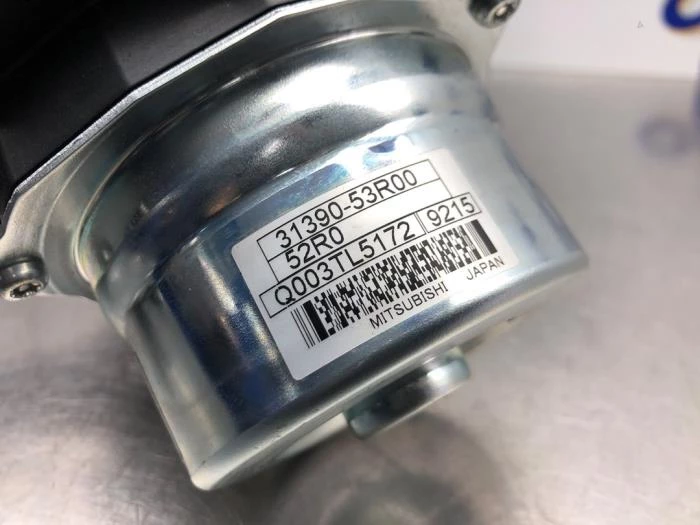 31390-53R00
52R0
Q003TL5172 9215
MITSUBISHI JAPAN